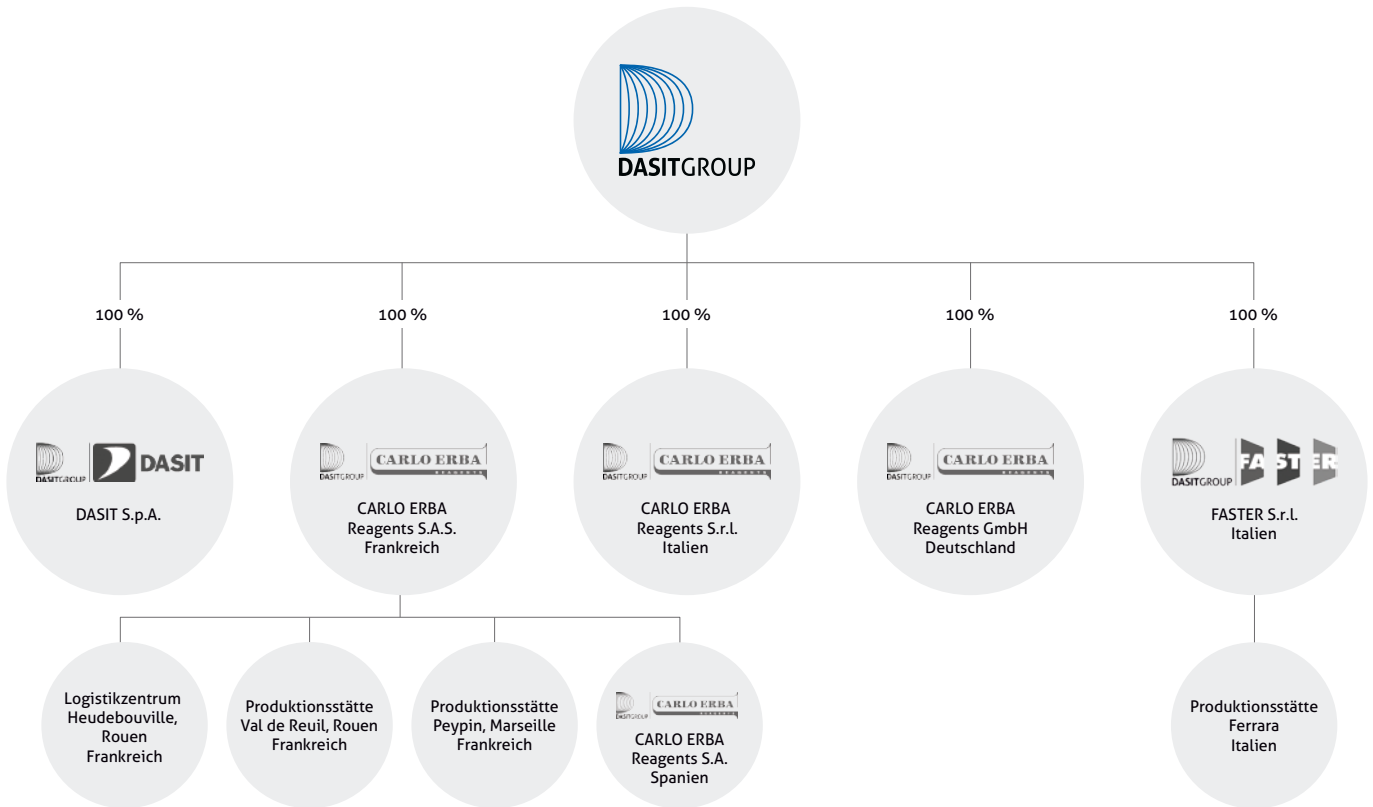 DASITGROUP
100 %
100 %
100 %
100 %
100 %
DASITGROUP
DASIT
DASIT S.p.A.
DASITGROUP
CARLO ERBA
REAGENTS
CARLO ERBA
Reagents S.A.S.
Frankreich
DASITGROUP
CARLO ERBA
REAGENTS
CARLO ERBA
Reagents S.r.l.
Italien
DASITGROUP
CARLO ERBA
REAGENTS
CARLO ERBA
Reagents GmbH
Deutschland
DASITGROUP
FASTER
FASTER S.r.l.
Italien
Logistikzentrum
Heudebouville,
Rouen
Frankreich
Produktionsstätte
Val de Reuil, Rouen
Frankreich
Produktionsstätte
Peypin, Marseille
Frankreich
DASITGROUP
CARLO ERBA
REAGENTS
CARLO ERBA
Reagents S.A.
Spanien
Produktionsstätte
Ferrara
Italien